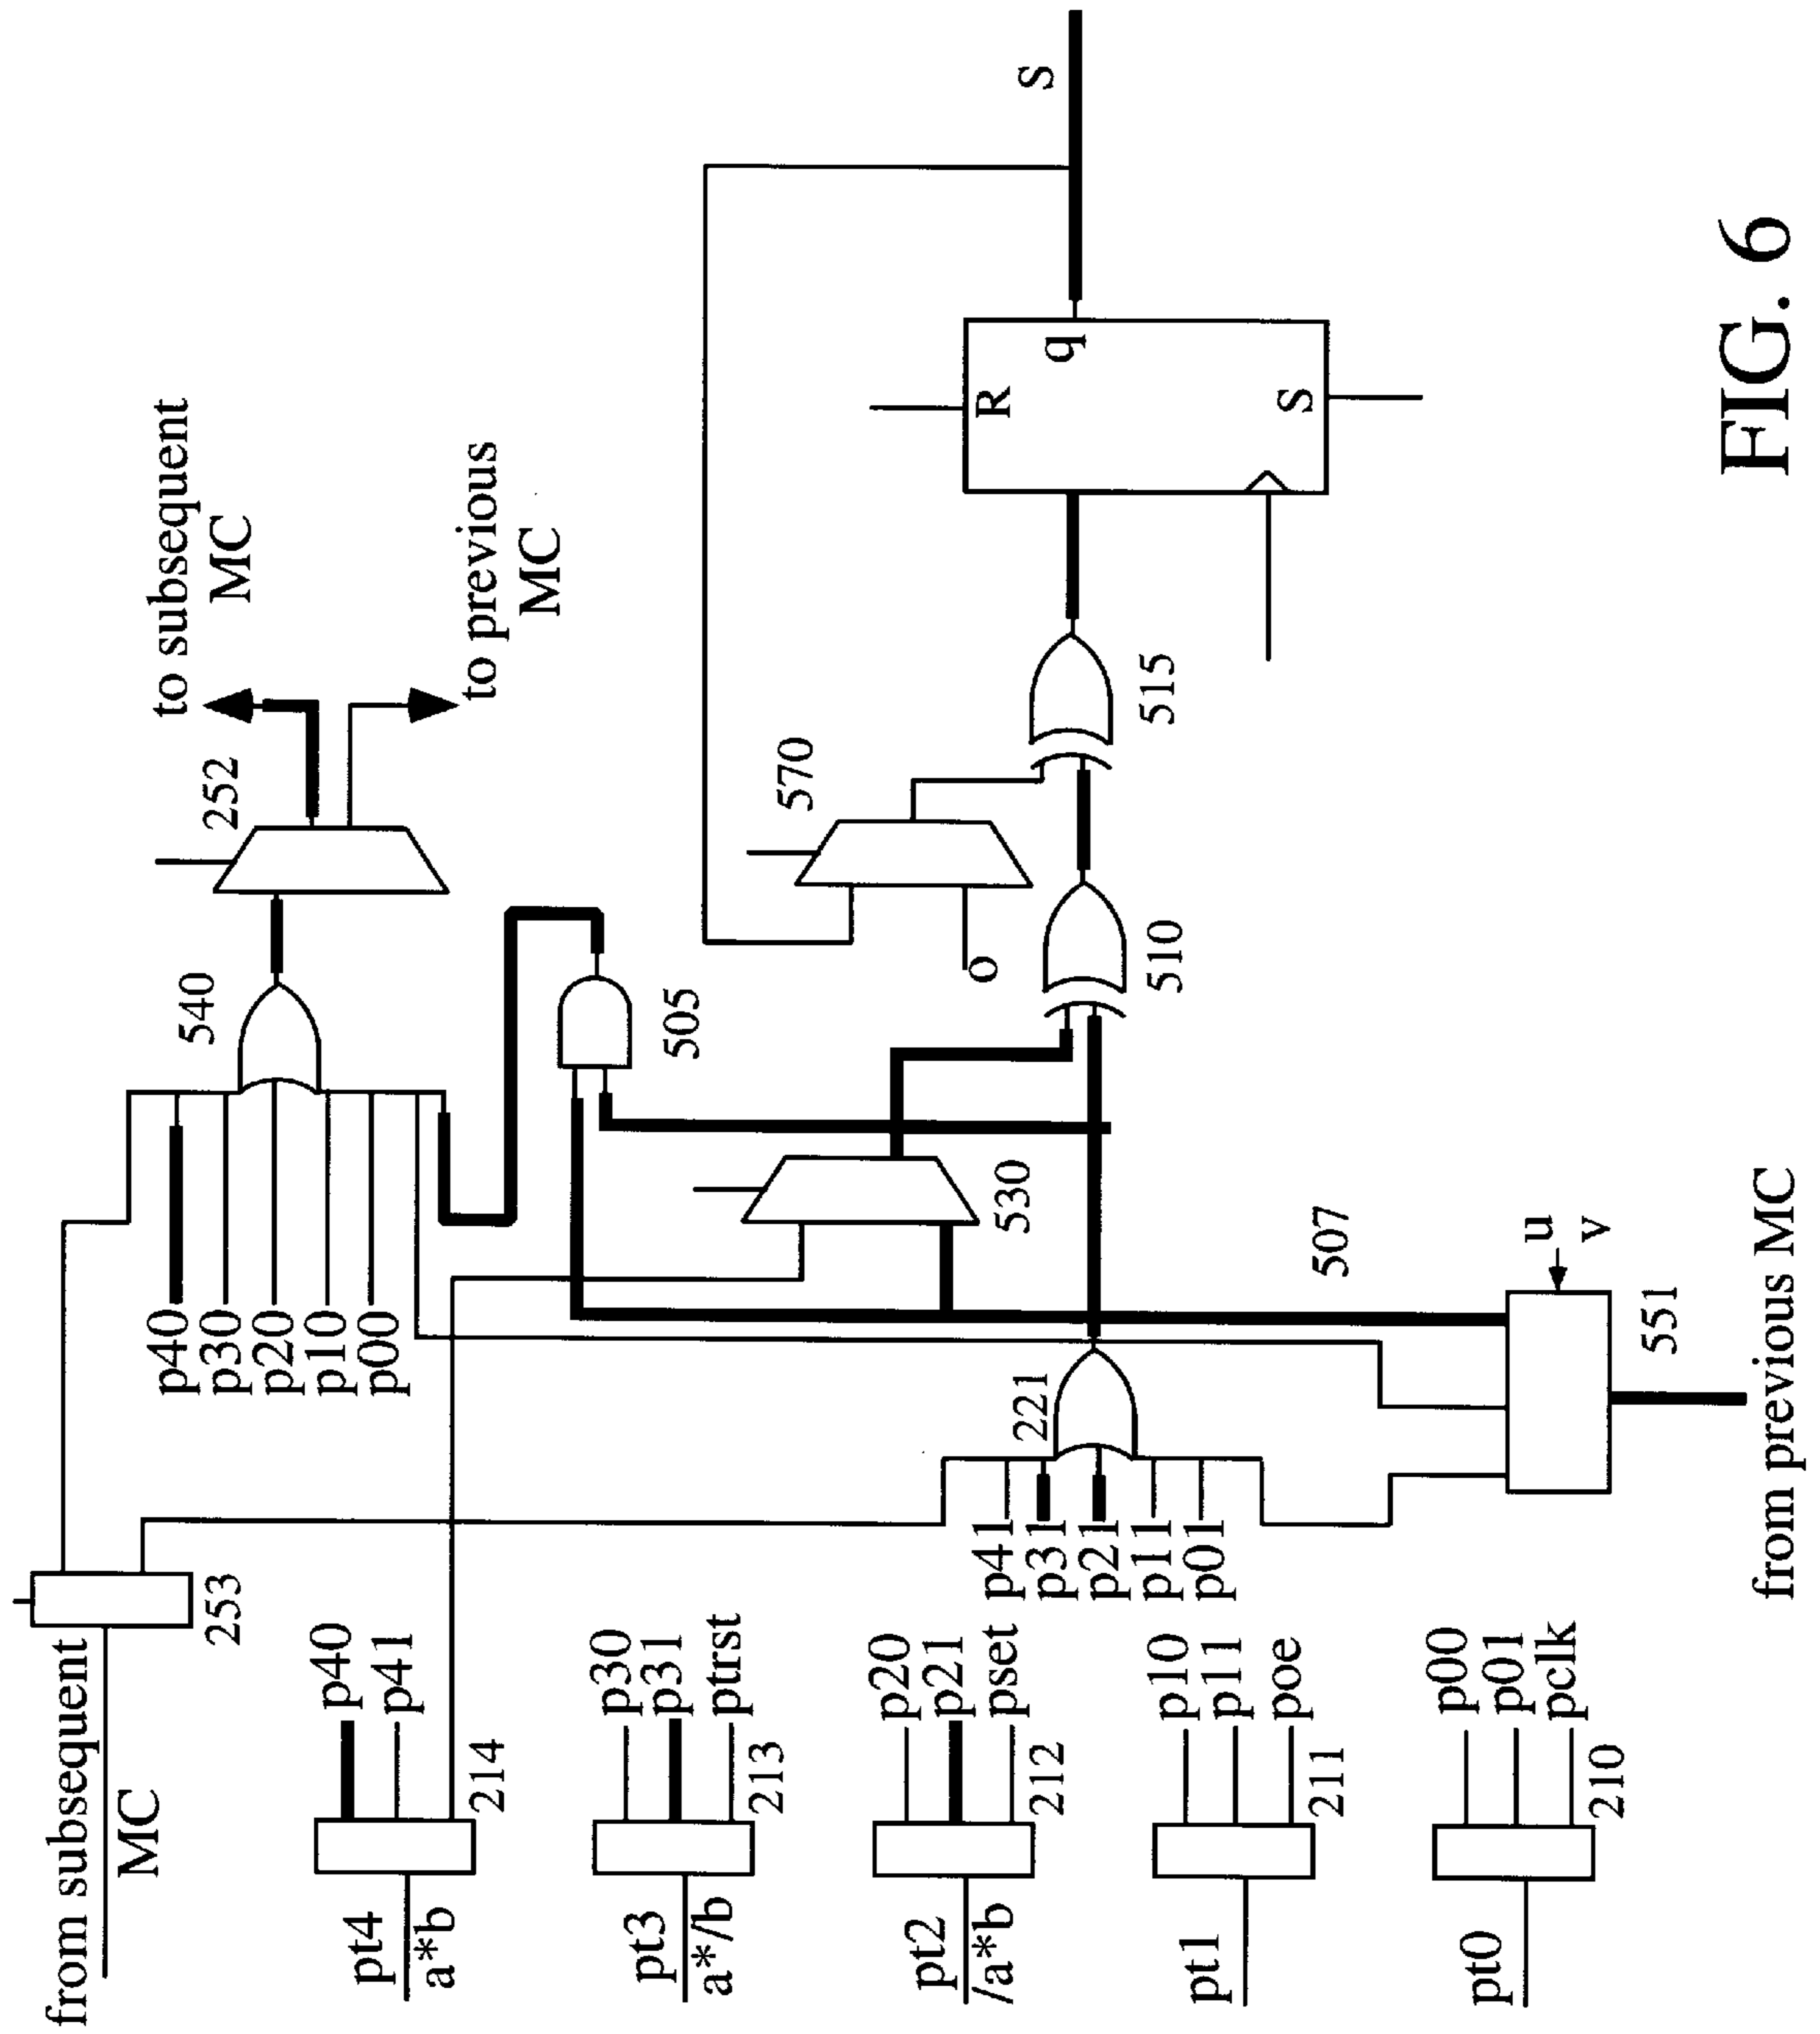 from subsequent
MC
253
to subsequent
MC
to previous
MC
252
540
p40
p30
p20
p10
p00
505
pt4
a*b
p40
p41
214
pt3
a*/b
p30
p31
ptrst
213
pt2
/a*b
p20
p21
pset
212
pt1
p10
p11
poe
211
pt0
p00
p01
pclk
210
p41
p31
p21
p11
p01
221
530
570
o
510
515
R
q
S
S
507
u
v
551
from previous MC
FIG. 6